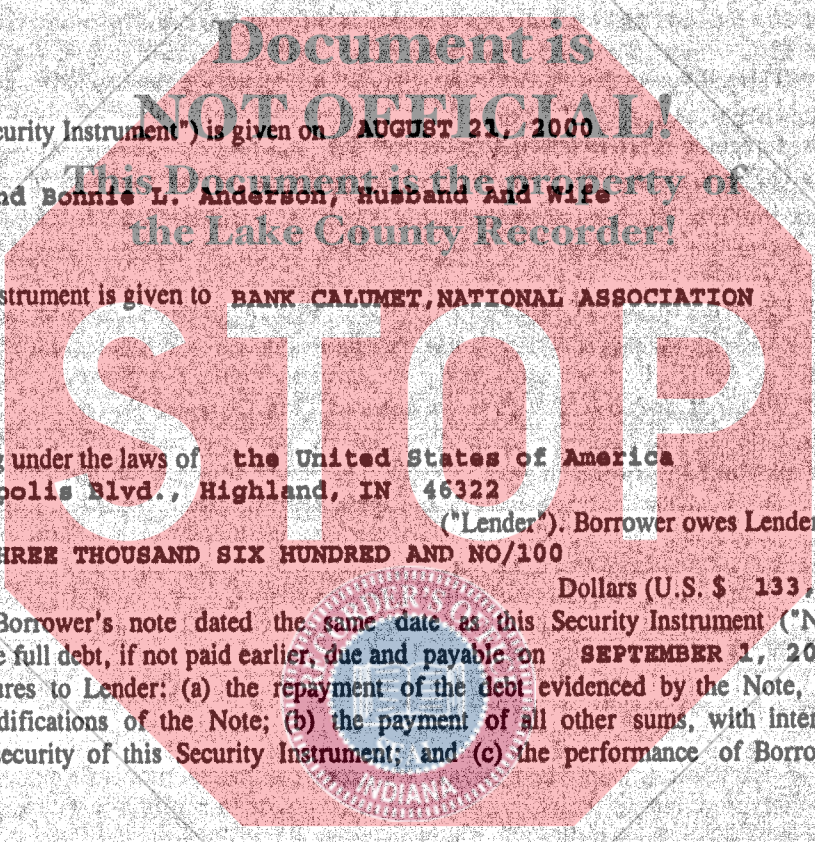 Document is
NOT OFFICIAL!
curity Instrument") is given on AUGUST 21, 2000
This Document is the property of
nd Bonnie L. Anderson, Husband And Wife
the Lake County Recorder!
strument is given to BANK CALUMET,NATIONAL ASSOCIATION
STOP
g under the laws of the United States of America
polis Blvd., Highland, IN 46322
("Lender"). Borrower owes Lender
HREE THOUSAND SIX HUNDRED AND NO/100
Dollars (U.S. $ 133,
Borrower's note dated the same date as this Security Instrument ("N
e full debt, if not paid earlier, due and payable on SEPTEMBER 1, 20
ures to Lender: (a) the repayment of the debt evidenced by the Note,
difications of the Note; (b) the payment of all other sums, with inter
security of this Security Instrument; and (c) the performance of Borro
RECORDER'S OFFICE
INDIANA